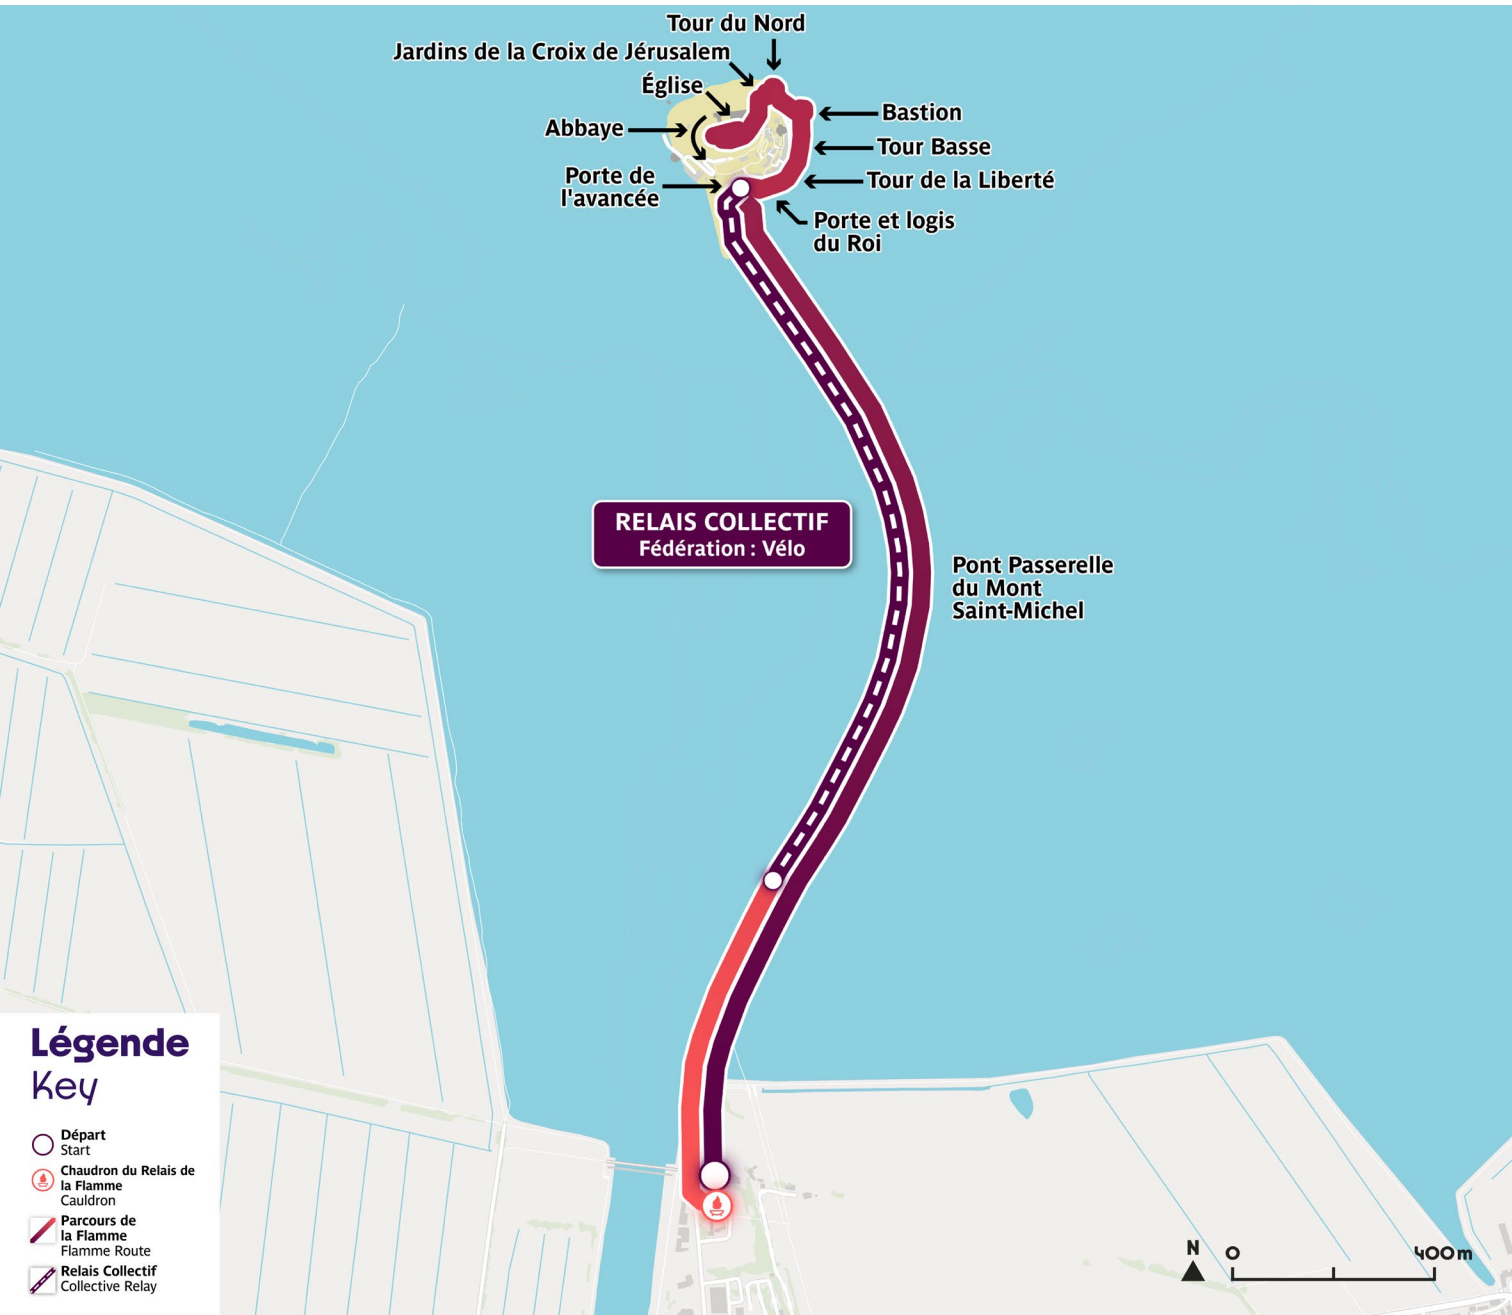 Tour du Nord
Jardins de la Croix de Jérusalem
Église
Bastion
Abbaye
Tour Basse
Porte de
l'avancée
Tour de la Liberté
Porte et logis
du Roi
RELAIS COLLECTIF
Fédération : Vélo
Pont Passerelle
du Mont
Saint-Michel
Légende
Key
Départ
Start
Chaudron du Relais de
la Flamme
Cauldron
Parcours de
la Flamme
Flamme Route
Relais Collectif
Collective Relay
N 0 400 m